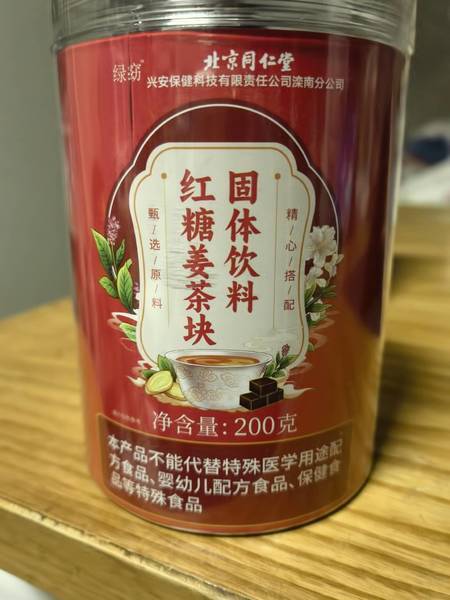 绿窈
北京同仁堂
兴安保健科技有限责任公司滦南分公司
固体饮料
红糖姜茶块
甄/选/原/料
精/心/搭/配
净含量:200克
本产品不能代替特殊医学用途配
方食品、婴幼儿配方食品、保健食
品等特殊食品